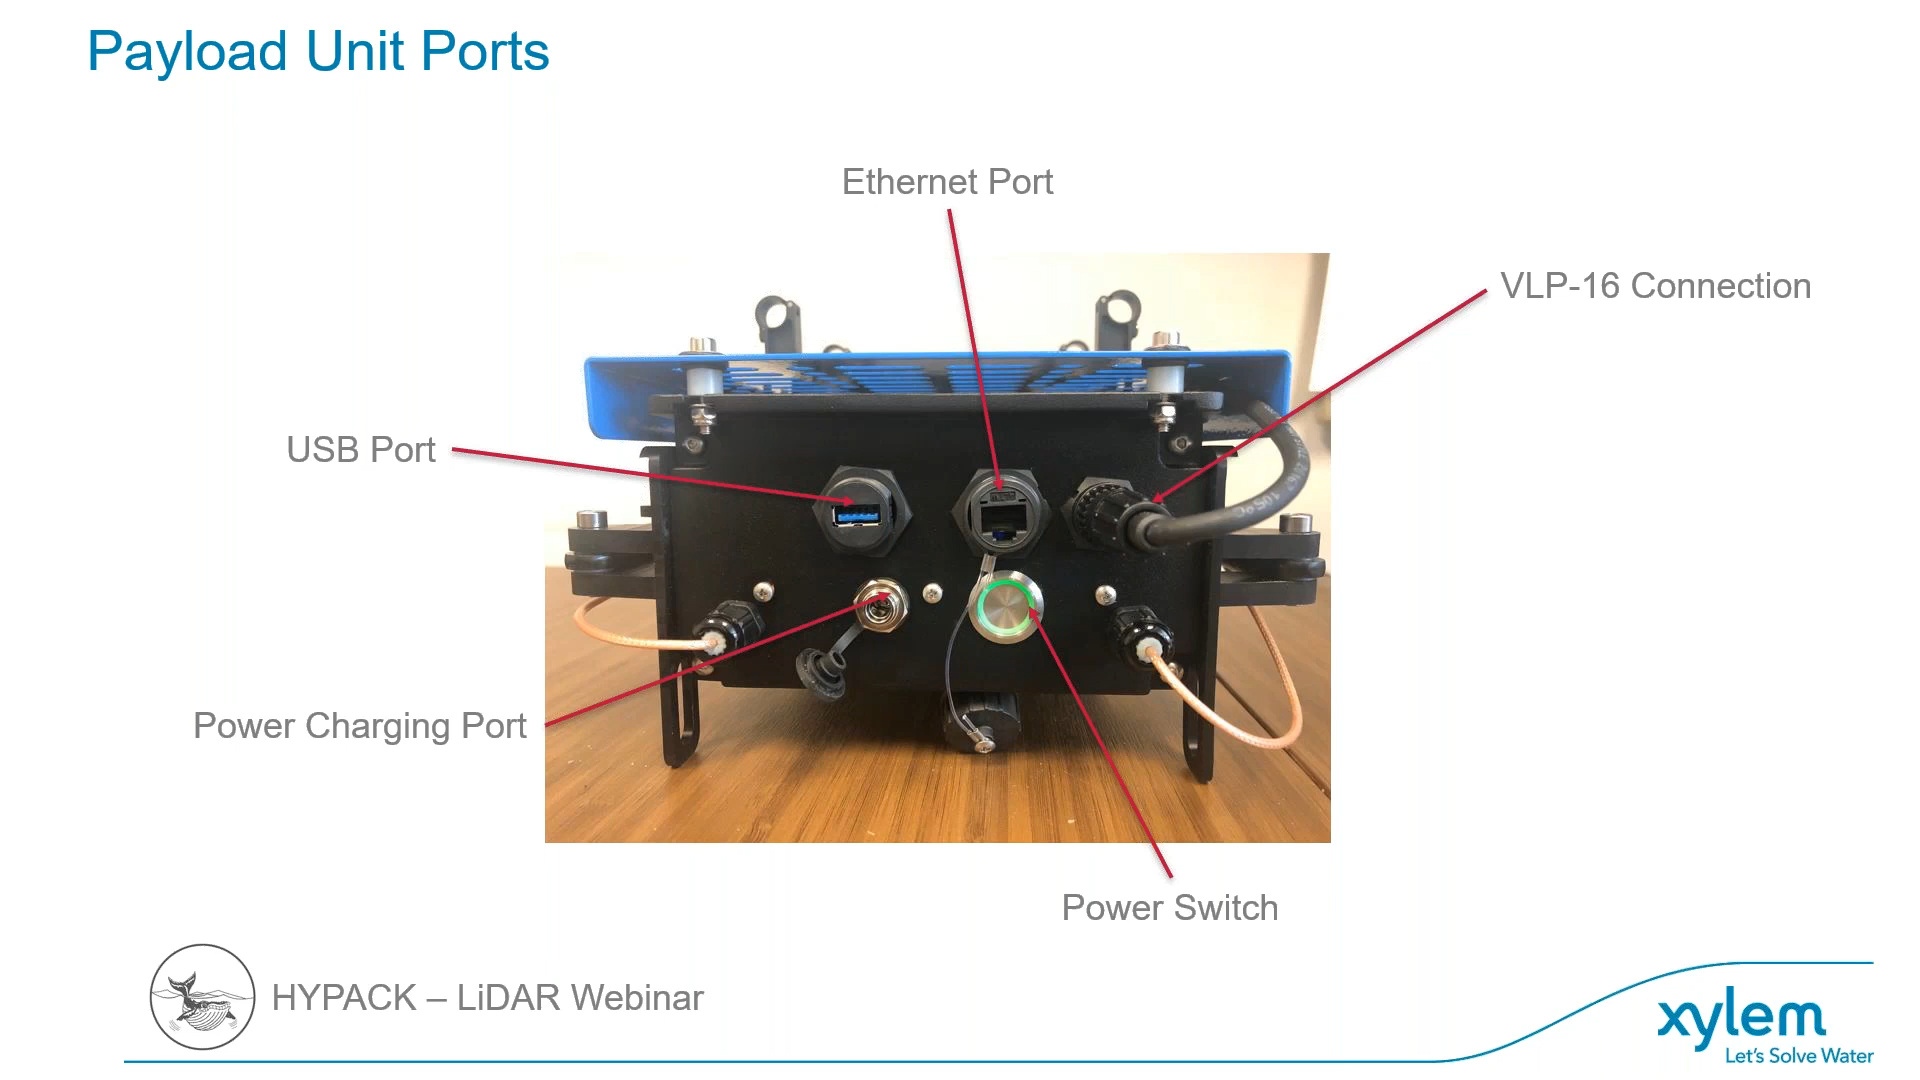 Payload Unit Ports
Ethernet Port
VLP-16 Connection
USB Port
Power Charging Port
Power Switch
HYPACK – LiDAR Webinar
xylem
Let's Solve Water